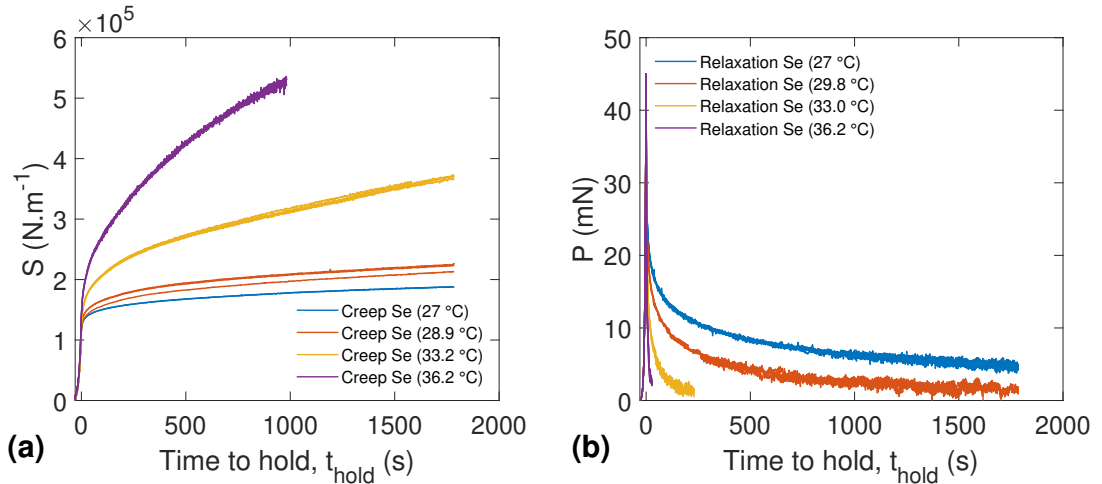 ×10⁵
6
5
4
3
2
1
0
S (N.m⁻¹)
Creep Se (27 °C)
Creep Se (28.9 °C)
Creep Se (33.2 °C)
Creep Se (36.2 °C)
0 500 1000 1500 2000
Time to hold, t_hold (s)
(a)
50
40
30
20
10
0
P (mN)
Relaxation Se (27 °C)
Relaxation Se (29.8 °C)
Relaxation Se (33.0 °C)
Relaxation Se (36.2 °C)
0 500 1000 1500 2000
Time to hold, t_hold (s)
(b)